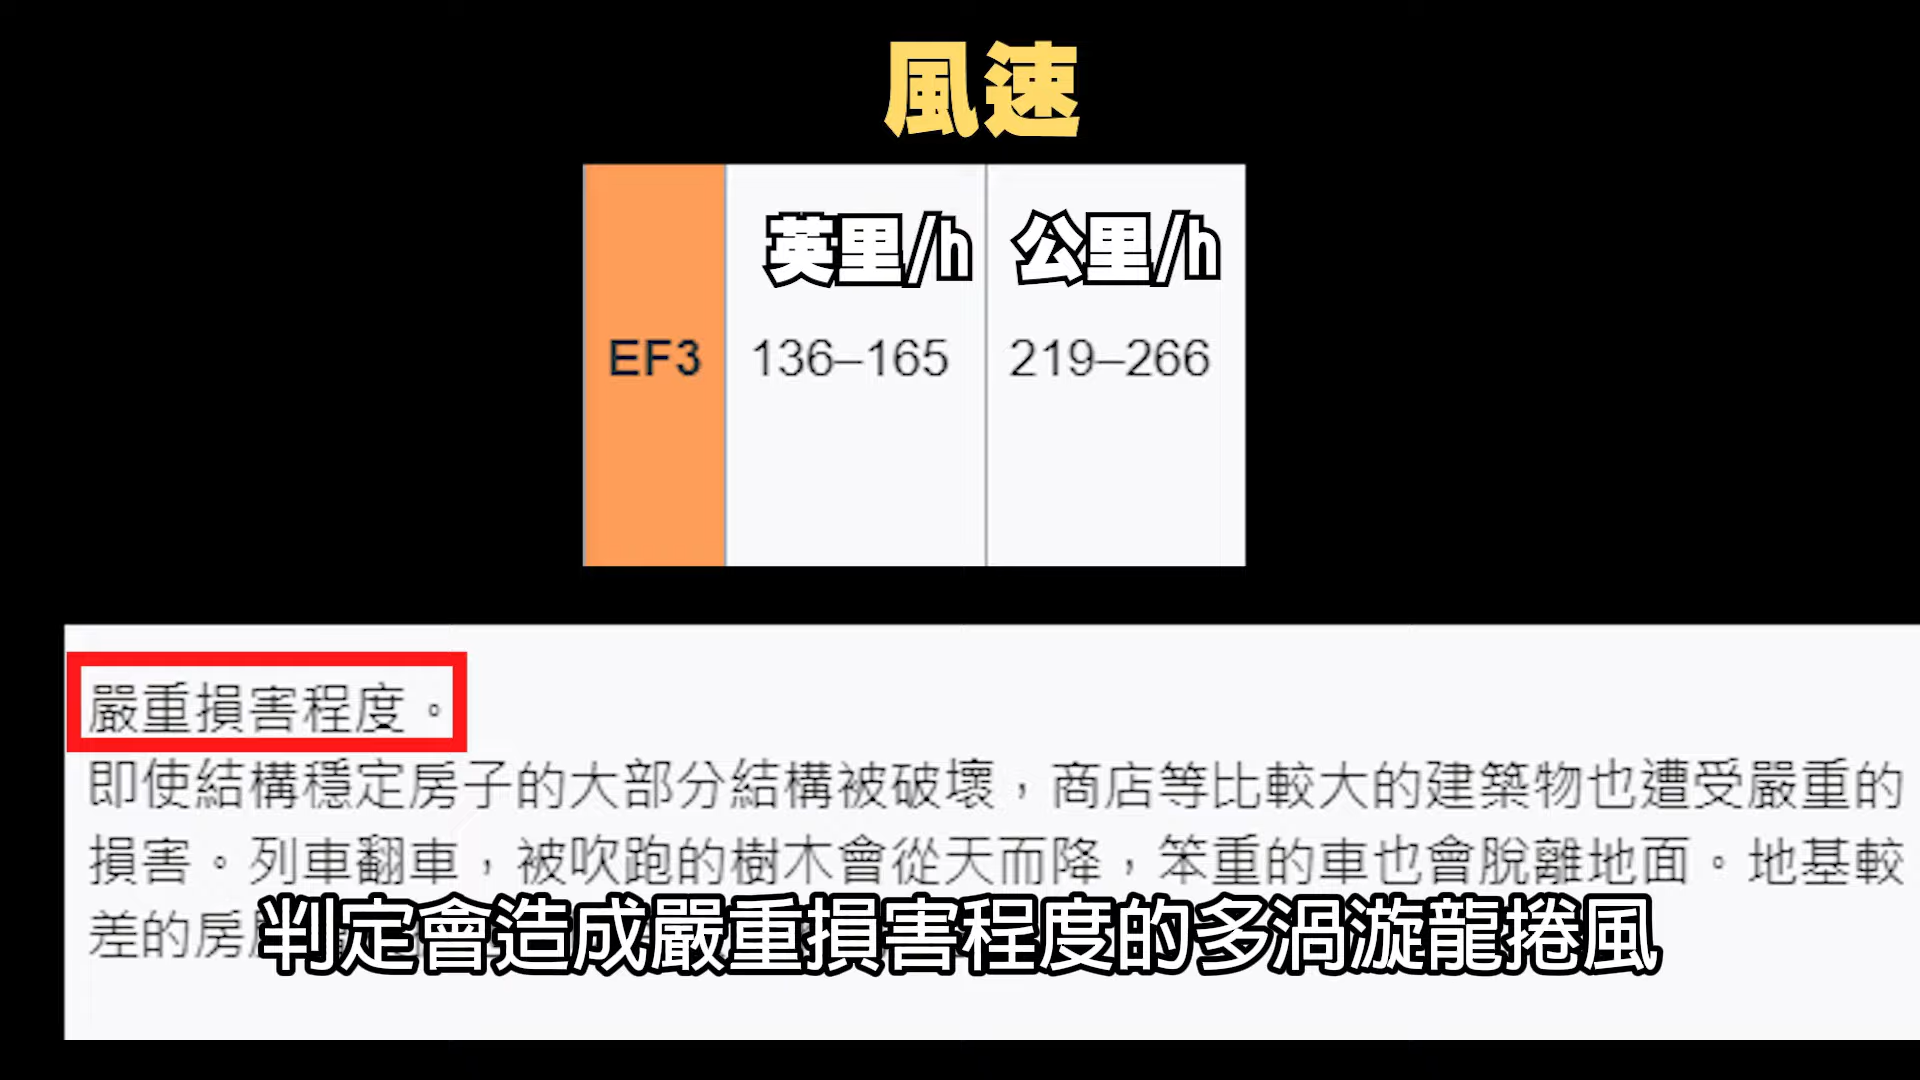 風速
英里/h 公里/h
EF3 136–165 219–266
嚴重損害程度。
即使結構穩定房子的大部分結構被破壞，商店等比較大的建築物也遭受嚴重的
損害。列車翻車，被吹跑的樹木會從天而降，笨重的車也會脫離地面。地基較
差的房
判定會造成嚴重損害程度的多渦漩龍捲風